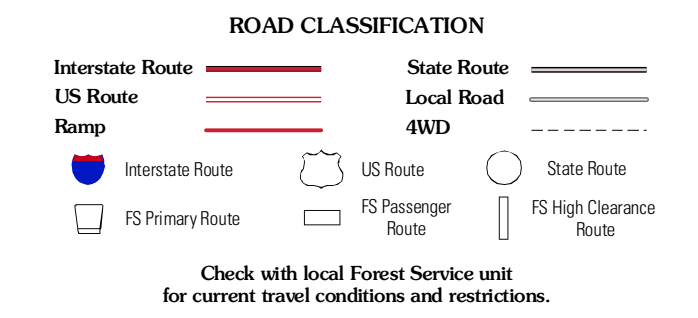 ROAD CLASSIFICATION
Interstate Route
State Route
US Route
Local Road
Ramp
4WD
Interstate Route
US Route
State Route
FS Primary Route
FS Passenger
Route
FS High Clearance
Route
Check with local Forest Service unit
for current travel conditions and restrictions.